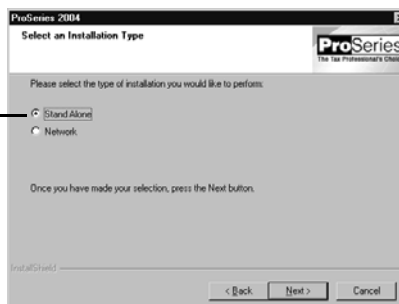 ProSeries 2004
Select an Installation Type
ProSeries
The Tax Professional's Choice
Please select the type of installation you would like to perform:
Stand Alone
Network
Once you have made your selection, press the Next button.
InstallShield
< Back Next > Cancel